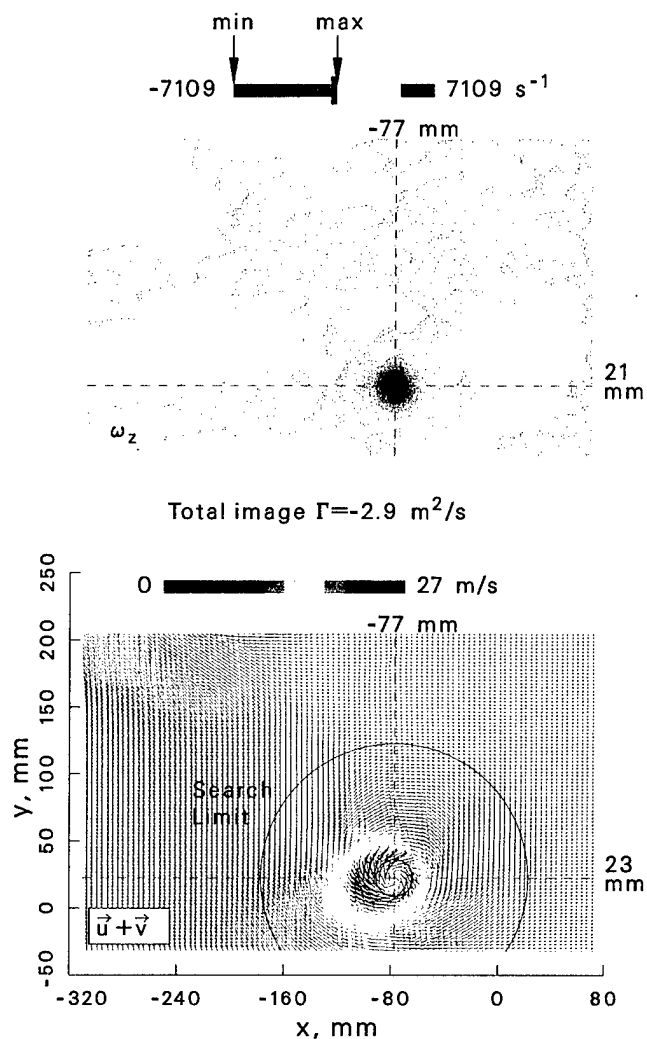 min max
-7109 7109 s⁻¹
-77 mm
21
mm
ω_z
Total image Γ=-2.9 m²/s
0 27 m/s
-77 mm
250
200
150
100
50
0
-50
y, mm
Search
Limit
23
mm
u⃗+v⃗
-320 -240 -160 -80 0 80
x, mm